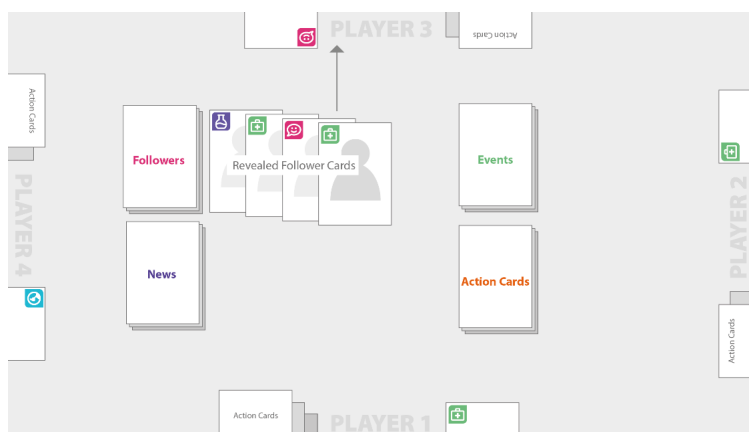 PLAYER 3
Action Cards
Action Cards
Followers
Revealed Follower Cards
Events
PLAYER 4
PLAYER 2
News
Action Cards
Action Cards
Action Cards
PLAYER 1